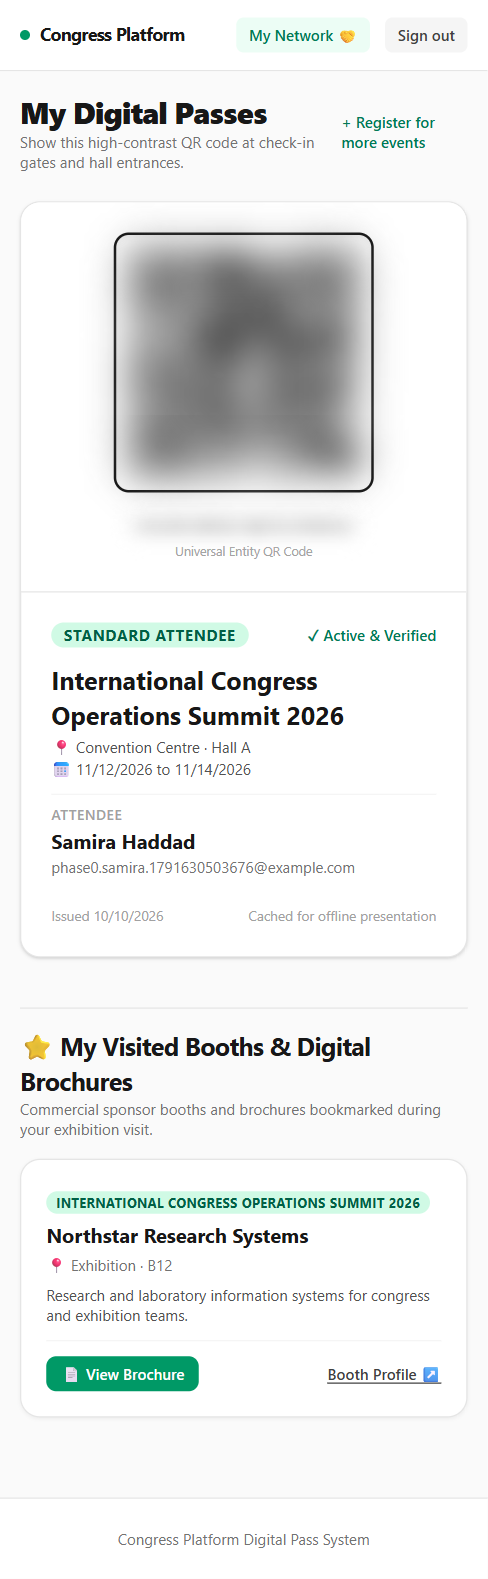 Congress Platform
My Network 🤝
Sign out
My Digital Passes
Show this high-contrast QR code at check-in
gates and hall entrances.
+ Register for
more events
Universal Entity QR Code
STANDARD ATTENDEE
✓ Active & Verified
International Congress
Operations Summit 2026
📍 Convention Centre · Hall A
🗓️ 11/12/2026 to 11/14/2026
ATTENDEE
Samira Haddad
phase0.samira.1791630503676@example.com
Issued 10/10/2026
Cached for offline presentation
⭐ My Visited Booths & Digital
Brochures
Commercial sponsor booths and brochures bookmarked during
your exhibition visit.
INTERNATIONAL CONGRESS OPERATIONS SUMMIT 2026
Northstar Research Systems
📍 Exhibition · B12
Research and laboratory information systems for congress
and exhibition teams.
📄 View Brochure
Booth Profile ↗️
Congress Platform Digital Pass System